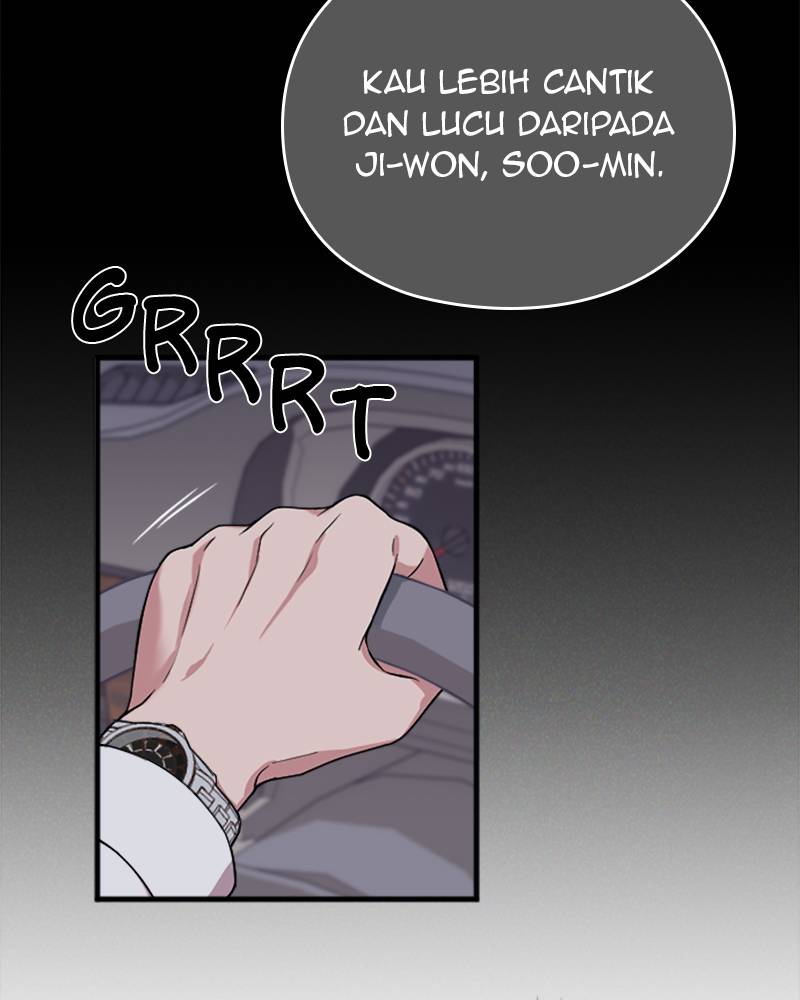 KAU LEBIH CANTIK
DAN LUCU DARIPADA
JI-WON, SOO-MIN.
GRRRT